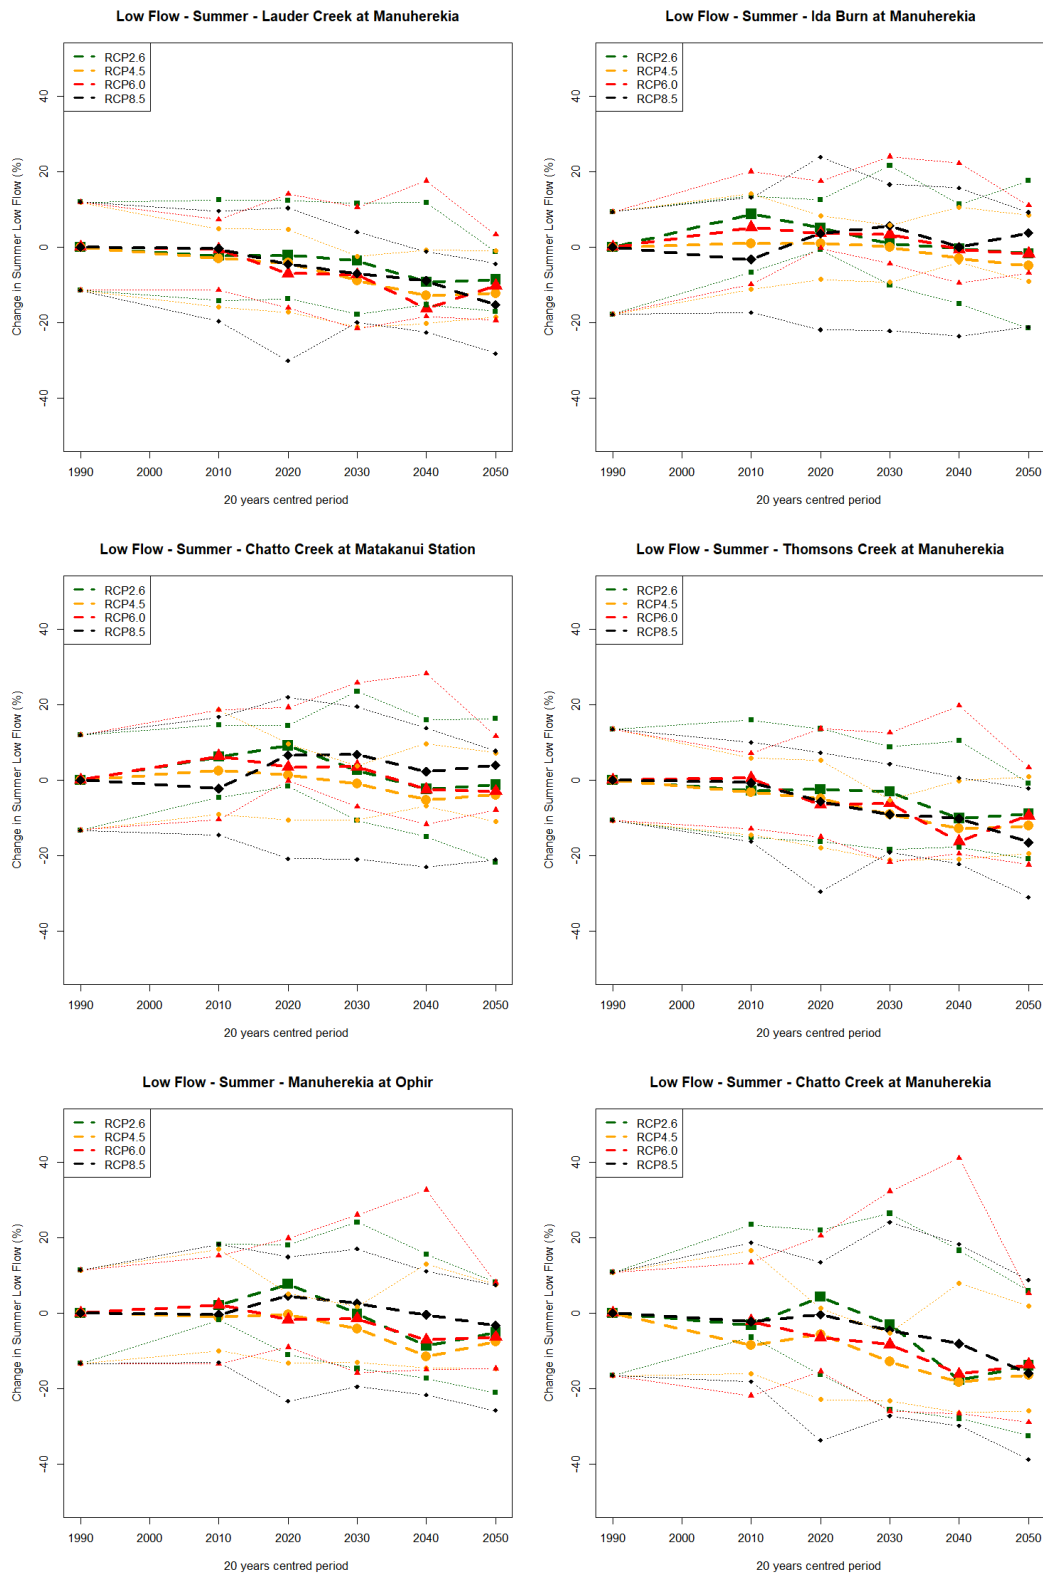 Low Flow - Summer - Lauder Creek at Manuherekia
RCP2.6
RCP4.5
RCP6.0
RCP8.5
Change in Summer Low Flow (%)
40
20
0
-20
-40
1990 2000 2010 2020 2030 2040 2050
20 years centred period
Low Flow - Summer - Ida Burn at Manuherekia
RCP2.6
RCP4.5
RCP6.0
RCP8.5
Change in Summer Low Flow (%)
40
20
0
-20
-40
1990 2000 2010 2020 2030 2040 2050
20 years centred period
Low Flow - Summer - Chatto Creek at Matakanui Station
RCP2.6
RCP4.5
RCP6.0
RCP8.5
Change in Summer Low Flow (%)
40
20
0
-20
-40
1990 2000 2010 2020 2030 2040 2050
20 years centred period
Low Flow - Summer - Thomsons Creek at Manuherekia
RCP2.6
RCP4.5
RCP6.0
RCP8.5
Change in Summer Low Flow (%)
40
20
0
-20
-40
1990 2000 2010 2020 2030 2040 2050
20 years centred period
Low Flow - Summer - Manuherekia at Ophir
RCP2.6
RCP4.5
RCP6.0
RCP8.5
Change in Summer Low Flow (%)
40
20
0
-20
-40
1990 2000 2010 2020 2030 2040 2050
20 years centred period
Low Flow - Summer - Chatto Creek at Manuherekia
RCP2.6
RCP4.5
RCP6.0
RCP8.5
Change in Summer Low Flow (%)
40
20
0
-20
-40
1990 2000 2010 2020 2030 2040 2050
20 years centred period